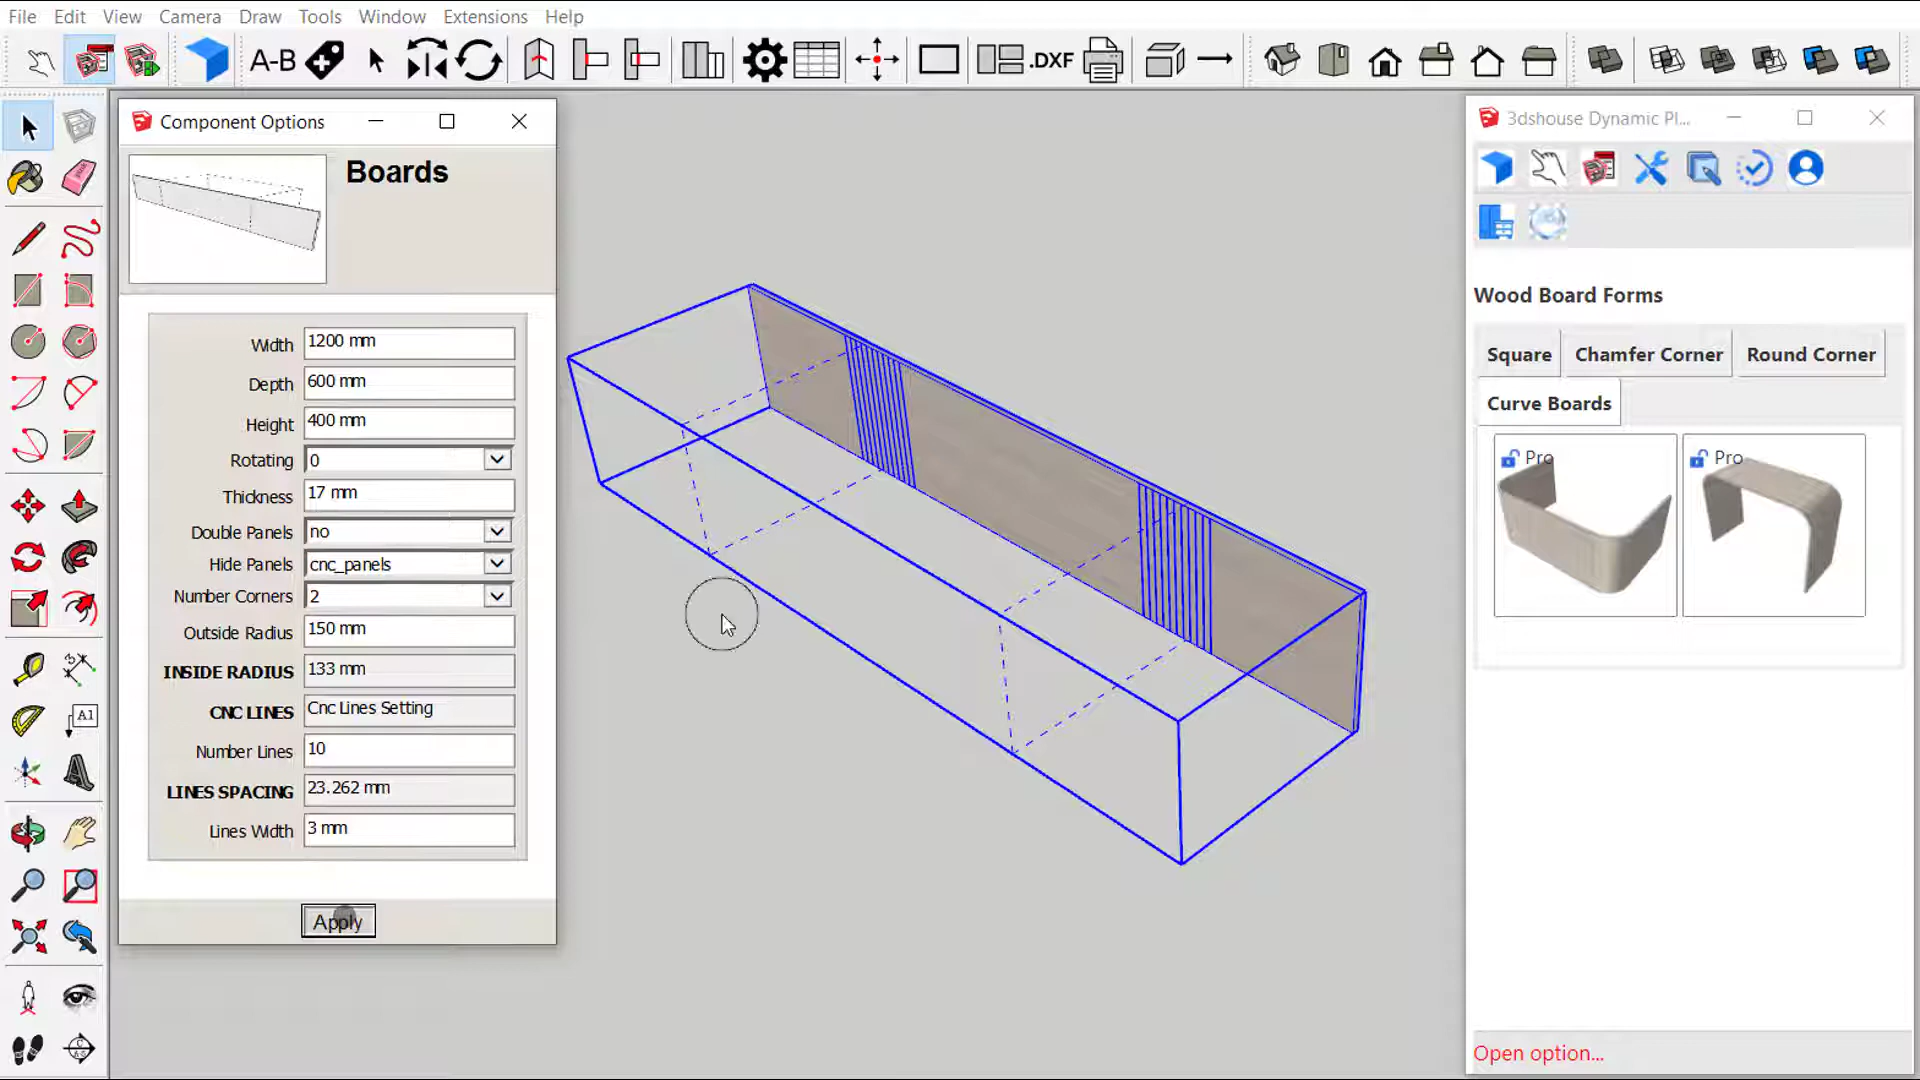 File Edit View Camera Draw Tools Window Extensions Help
A-B .DXF
Component Options
Boards
Width 1200 mm
Depth 600 mm
Height 400 mm
Rotating 0
Thickness 17 mm
Double Panels no
Hide Panels cnc_panels
Number Corners 2
Outside Radius 150 mm
INSIDE RADIUS 133 mm
CNC LINES Cnc Lines Setting
Number Lines 10
LINES SPACING 23.262 mm
Lines Width 3 mm
Apply
A1
3dshouse Dynamic Pl...
Wood Board Forms
Square Chamfer Corner Round Corner
Curve Boards
Pro Pro
Open option...